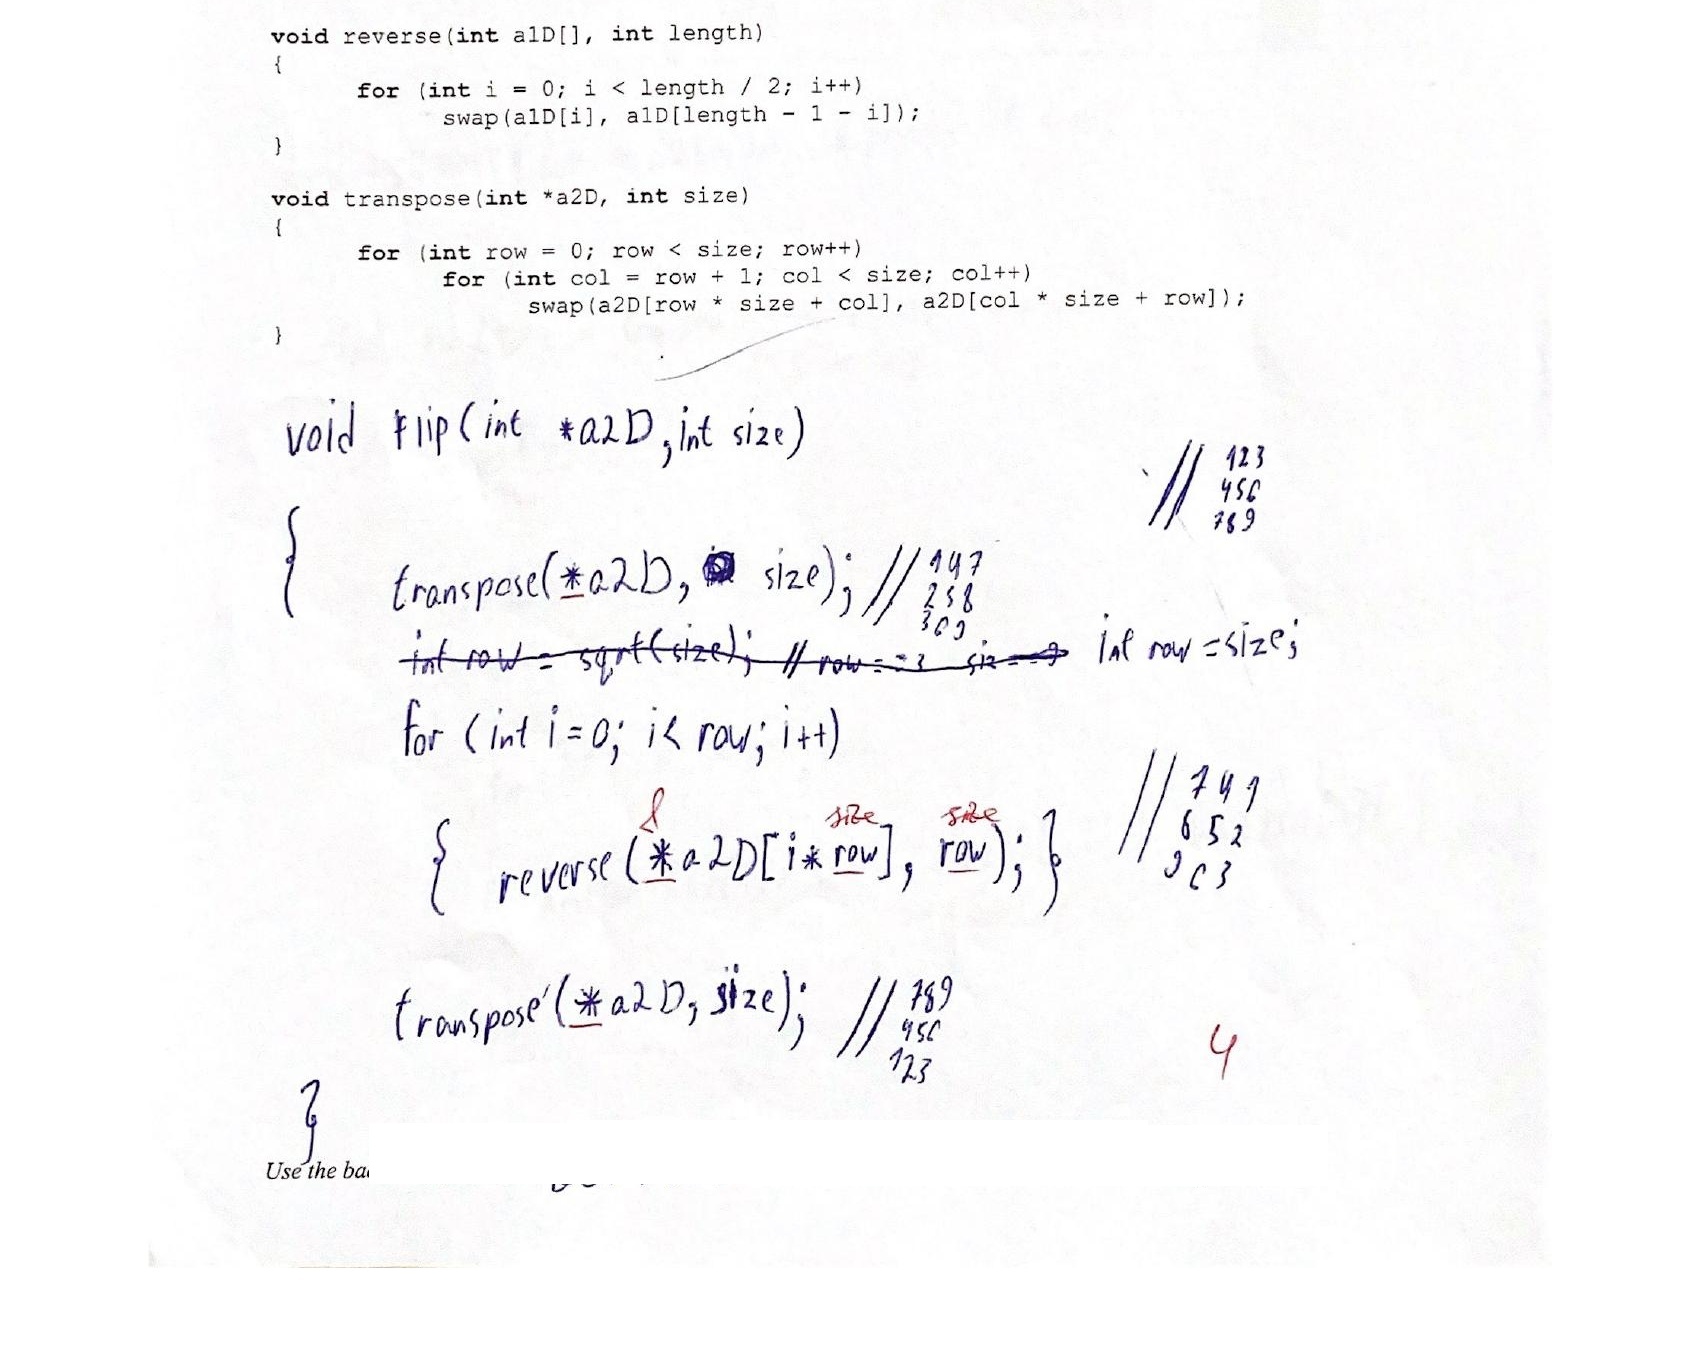 void reverse(int a1D[], int length)
{
for (int i = 0; i < length / 2; i++)
swap(a1D[i], a1D[length - 1 - i]);
}
void transpose(int *a2D, int size)
{
for (int row = 0; row < size; row++)
for (int col = row + 1; col < size; col++)
swap(a2D[row * size + col], a2D[col * size + row]);
}
void flip(int *a2D, int size)
// 123
456
789
{
transpose(*a2D, size); // 147
258
369
int row = sqrt(size); // row == 3 int row = size;
for (int i=0; i< row; i++)
& size size
{ reverse (*a2D[i* row], row); } // 741
852
963
transpose (*a2D, size); // 789
456
123
4
}
Use the